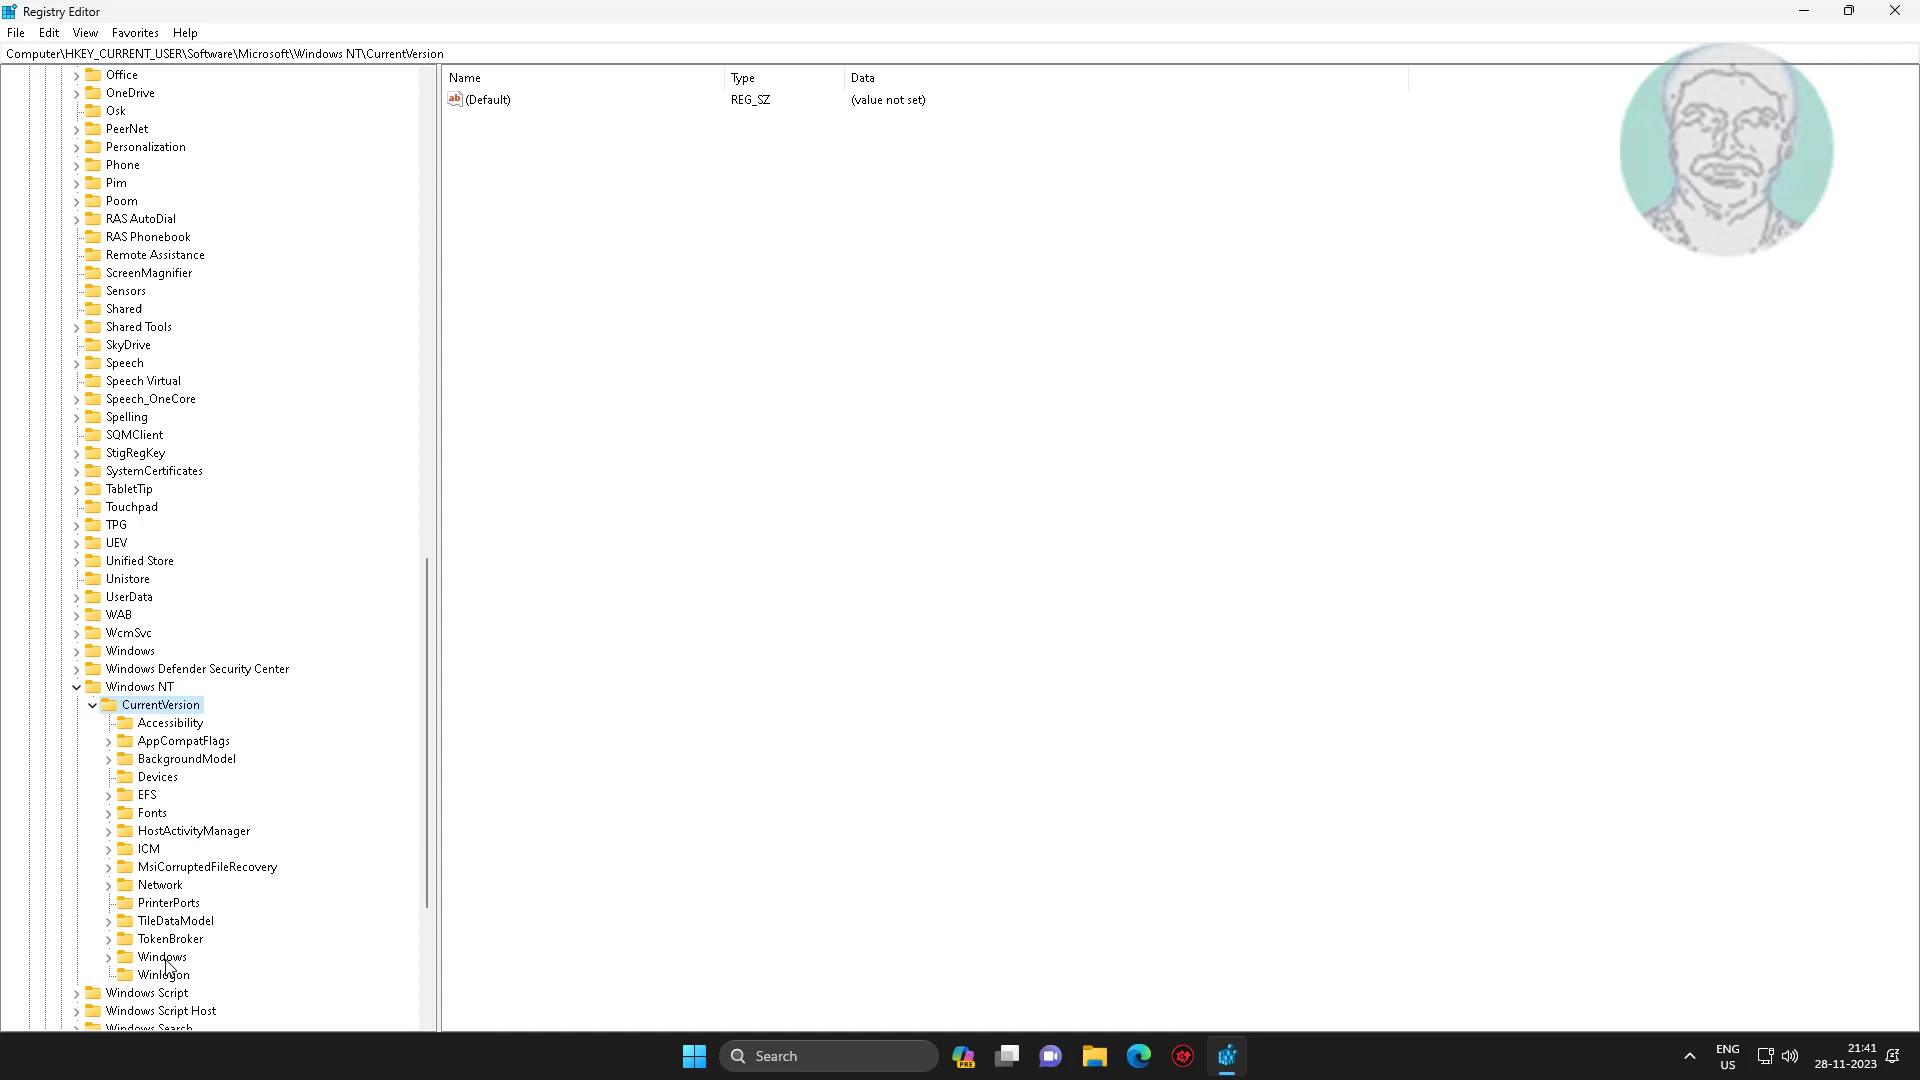 Registry Editor
File Edit View Favorites Help
Computer\HKEY_CURRENT_USER\Software\Microsoft\Windows NT\CurrentVersion
Name Type Data
ab (Default) REG_SZ (value not set)
Office
OneDrive
Osk
PeerNet
Personalization
Phone
Pim
Poom
RAS AutoDial
RAS Phonebook
Remote Assistance
ScreenMagnifier
Sensors
Shared
Shared Tools
SkyDrive
Speech
Speech Virtual
Speech_OneCore
Spelling
SQMClient
StigRegKey
SystemCertificates
TabletTip
Touchpad
TPG
UEV
Unified Store
Unistore
UserData
WAB
WcmSvc
Windows
Windows Defender Security Center
Windows NT
CurrentVersion
Accessibility
AppCompatFlags
BackgroundModel
Devices
EFS
Fonts
HostActivityManager
ICM
MsiCorruptedFileRecovery
Network
PrinterPorts
TileDataModel
TokenBroker
Windows
Winlogon
Windows Script
Windows Script Host
Windows Search
Search
PRE
ENG
US
21:41
28-11-2023